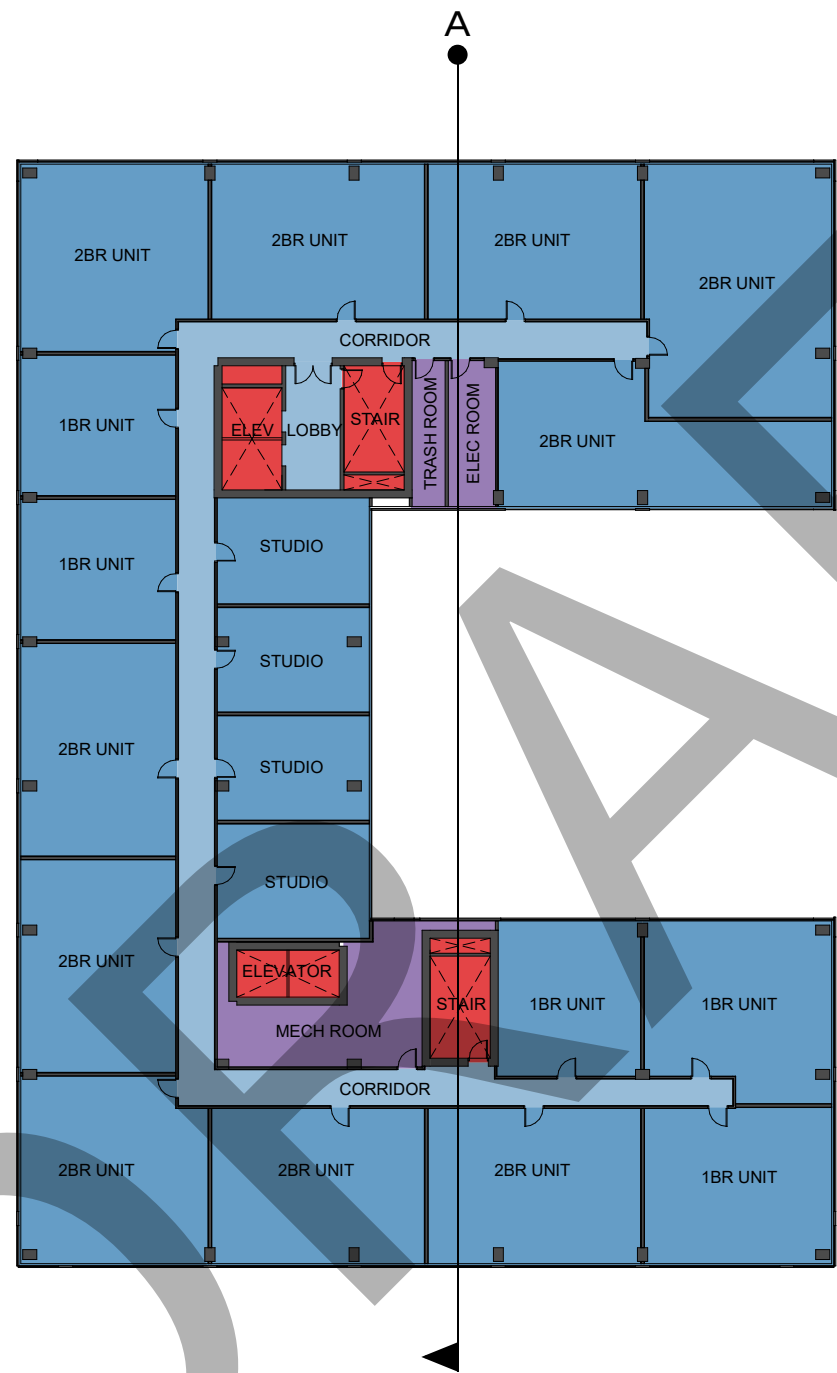 A
2BR UNIT
2BR UNIT
2BR UNIT
2BR UNIT
CORRIDOR
1BR UNIT
ELEV
LOBBY
STAIR
TRASH ROOM
ELEC ROOM
2BR UNIT
1BR UNIT
STUDIO
STUDIO
2BR UNIT
STUDIO
STUDIO
2BR UNIT
ELEVATOR
MECH ROOM
STAIR
1BR UNIT
1BR UNIT
CORRIDOR
2BR UNIT
2BR UNIT
2BR UNIT
1BR UNIT